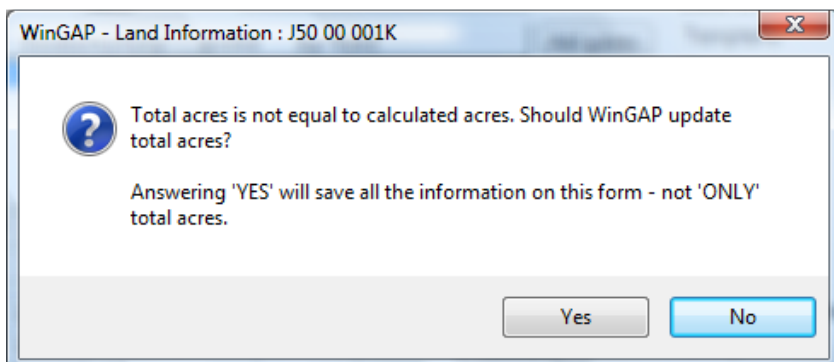 WinGAP - Land Information : J50 00 001K
Total acres is not equal to calculated acres. Should WinGAP update
total acres?
Answering 'YES' will save all the information on this form - not 'ONLY'
total acres.
Yes
No